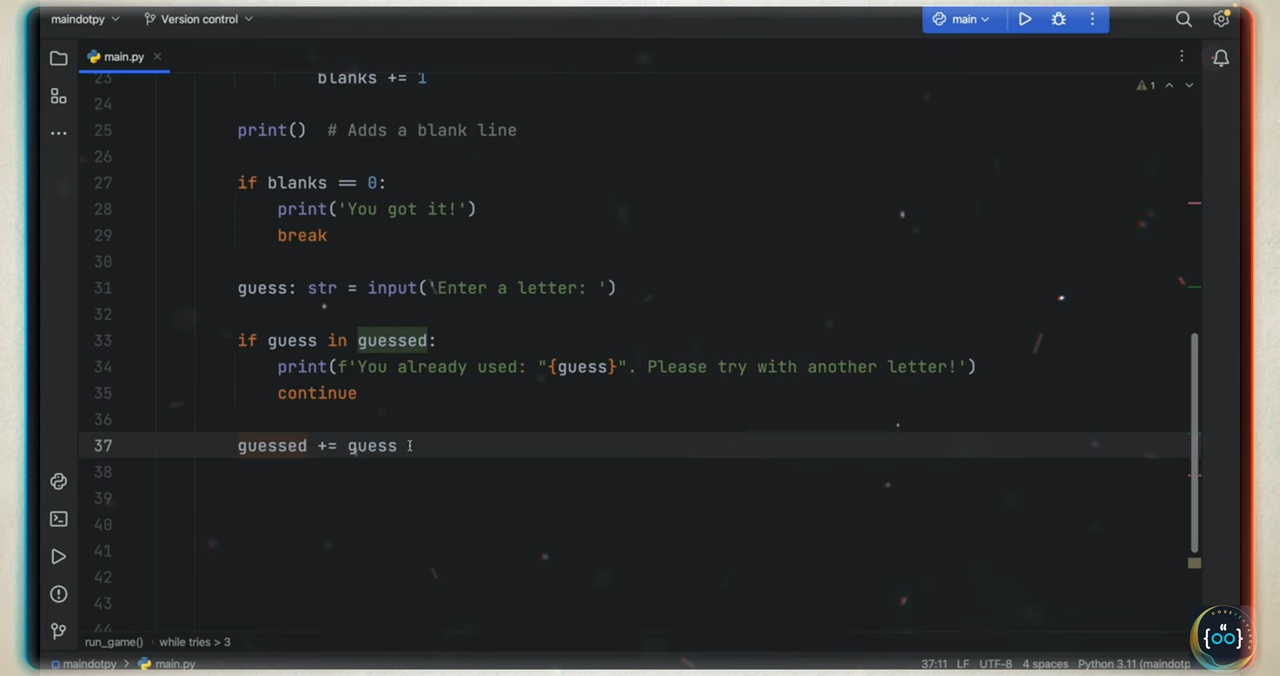 maindotpy Version control main
main.py
23 blanks += 1
24
25 print() # Adds a blank line
26
27 if blanks == 0:
28 print('You got it!')
29 break
30
31 guess: str = input('Enter a letter: ')
32
33 if guess in guessed:
34 print(f'You already used: "{guess}". Please try with another letter!')
35 continue
36
37 guessed += guess
38
39
40
41
42
43
44
run_game() while tries > 3
maindotpy > main.py 37:11 LF UTF-8 4 spaces Python 3.11 (maindotp
1